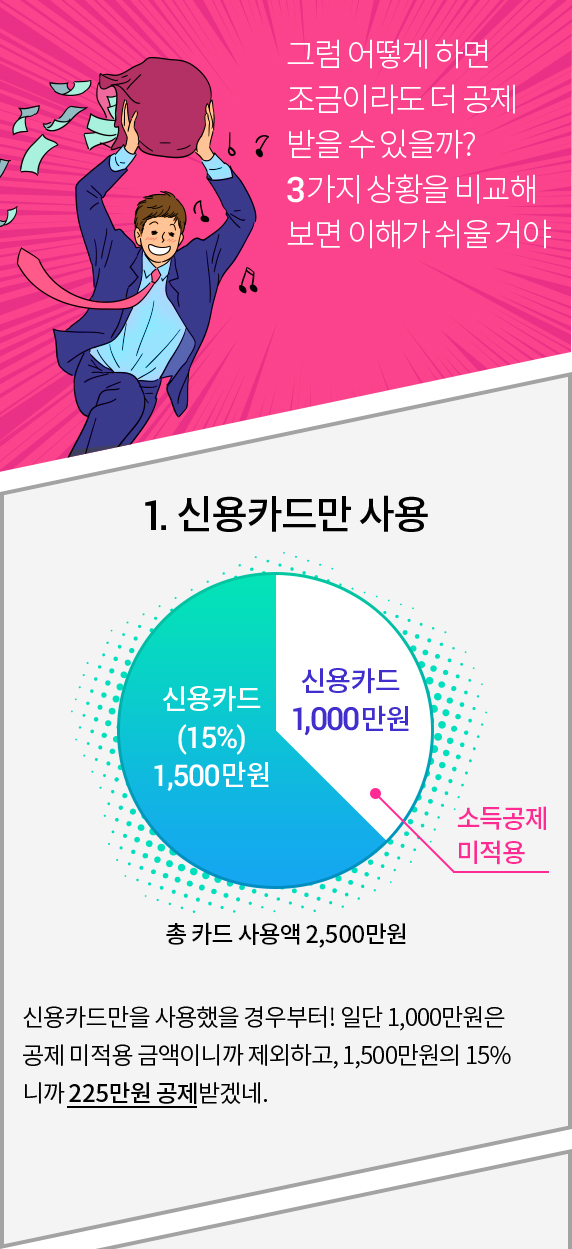 그럼 어떻게 하면
조금이라도 더 공제
받을 수 있을까?
3가지 상황을 비교해
보면 이해가 쉬울 거야
1. 신용카드만 사용
신용카드
(15%)
1,500만원
신용카드
1,000만원
소득공제
미적용
총 카드 사용액 2,500만원
신용카드만을 사용했을 경우부터! 일단 1,000만원은
공제 미적용 금액이니까 제외하고, 1,500만원의 15%
니까 225만원 공제받겠네.